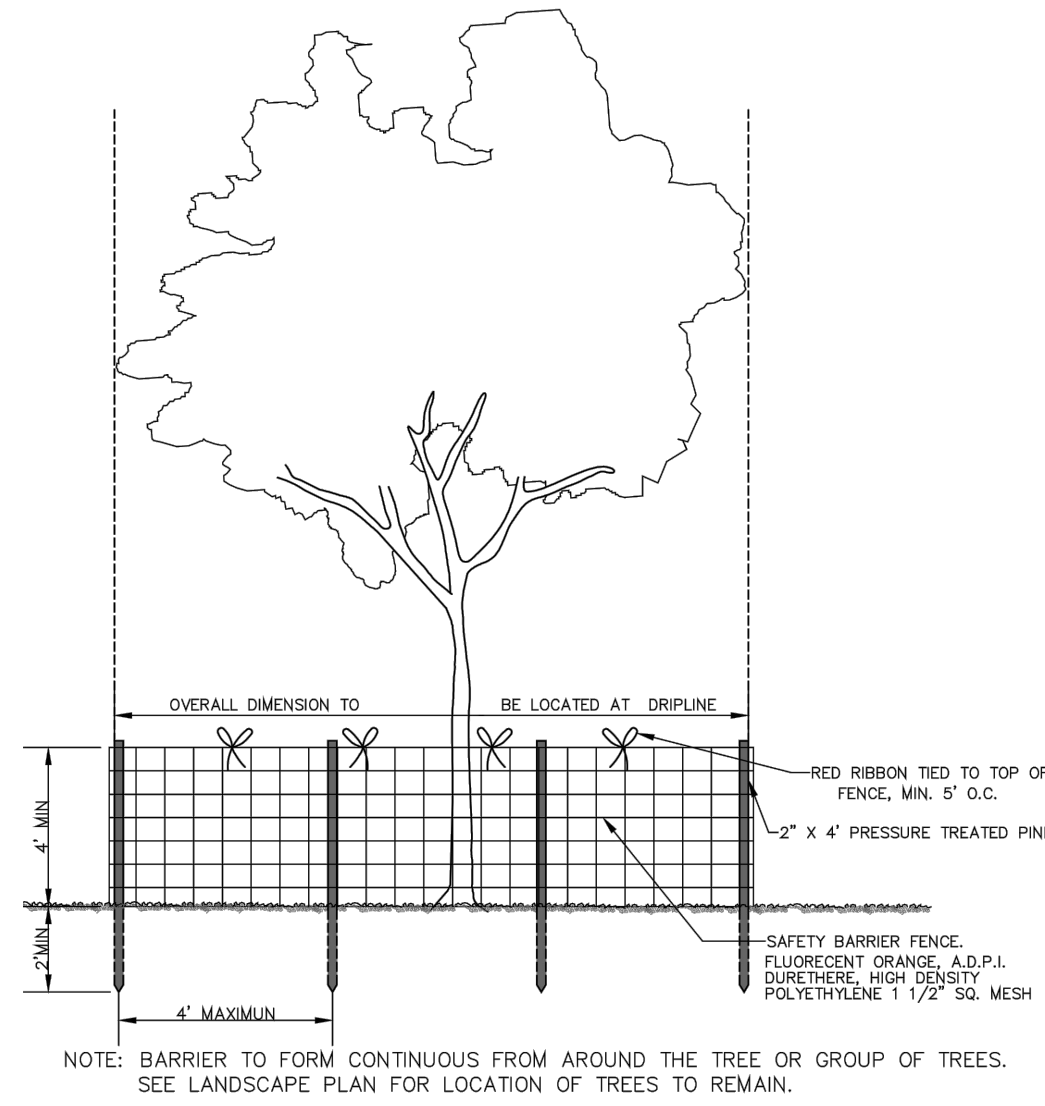 OVERALL DIMENSION TO BE LOCATED AT DRIPLINE
RED RIBBON TIED TO TOP OF
FENCE, MIN. 5' O.C.
2" X 4' PRESSURE TREATED
4' MIN
2'MIN.
SAFETY BARRIER FENCE.
FLUORECENT ORANGE, A.D.P.I.
DURETHERE, HIGH DENSITY
POLYETHYLENE 1 1/2" SQ. MESH
4' MAXIMUN
NOTE: BARRIER TO FORM CONTINUOUS FROM AROUND THE TREE OR GROUP OF TREES.
SEE LANDSCAPE PLAN FOR LOCATION OF TREES TO REMAIN.